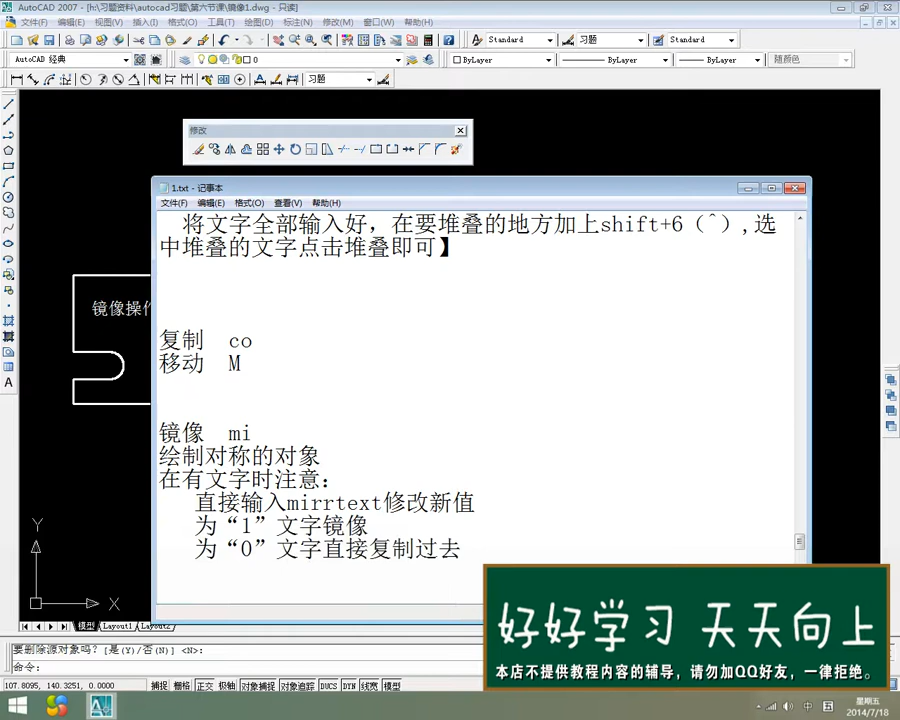 AutoCAD 2007 - [h:\习题资料\autocad习题\第六节课\镜像1.dwg - 只读]
文件(F) 编辑(E) 视图(V) 插入(I) 格式(O) 工具(T) 绘图(D) 标注(N) 修改(M) 窗口(W) 帮助(H)
Standard 习题 Standard
AutoCAD 经典 0 ByLayer ByLayer ByLayer 随颜色
习题
修改
1.txt - 记事本
文件(F) 编辑(E) 格式(O) 查看(V) 帮助(H)
将文字全部输入好，在要堆叠的地方加上shift+6（^）,选
中堆叠的文字点击堆叠即可】
镜像操作
复制 co
移动 M
镜像 mi
绘制对称的对象
在有文字时注意：
直接输入mirrtext修改新值
为“1”文字镜像
为“0”文字直接复制过去
A
Y
X
模型 Layout1 Layout2
好好学习 天天向上
本店不提供教程内容的辅导，请勿加QQ好友，一律拒绝。
要删除源对象吗？[是(Y)/否(N)] <N>:
命令:
107.8095, 140.3251, 0.0000 捕捉 栅格 正交 极轴 对象捕捉 对象追踪 DUCS DYN 线宽 模型
中 五
星期五
2014/7/18